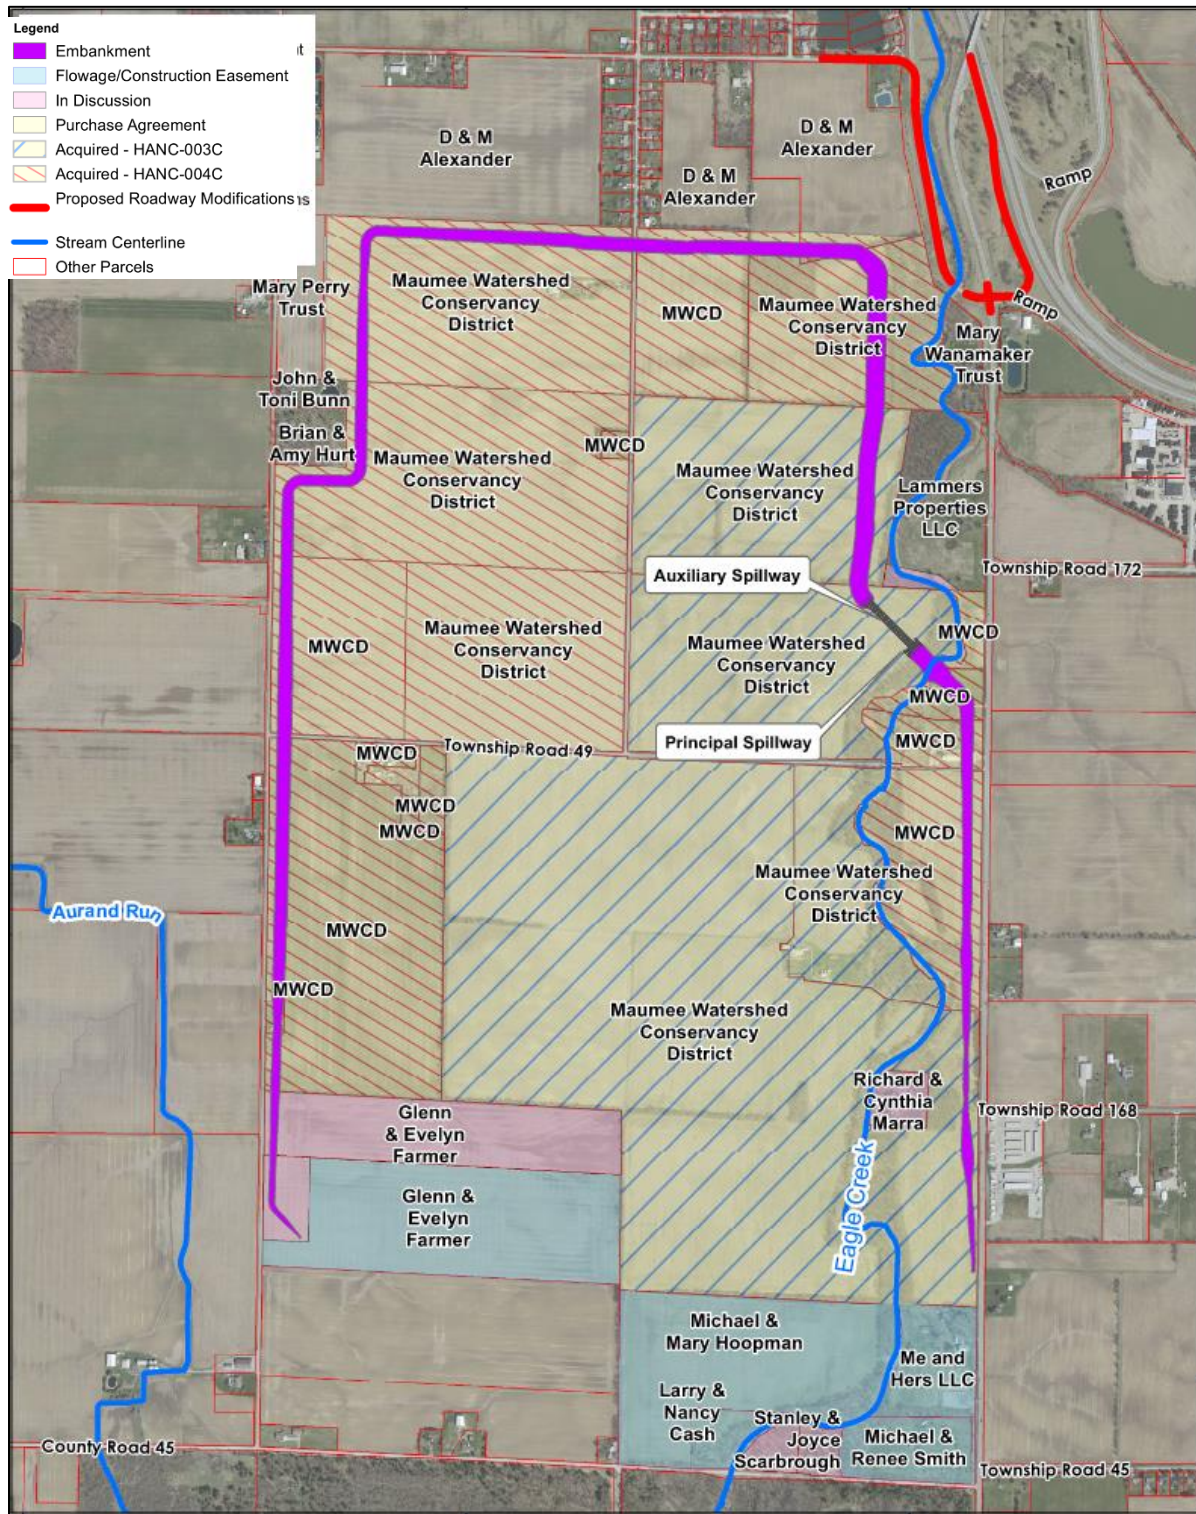 Legend
Embankment
Flowage/Construction Easement
In Discussion
Purchase Agreement
Acquired - HANC-003C
Acquired - HANC-004C
Proposed Roadway Modifications
Stream Centerline
Other Parcels
D & M
Alexander
D & M
Alexander
D & M
Alexander
Ramp
Ramp
Mary Perry
Trust
Maumee Watershed
Conservancy
District
MWCD
Maumee Watershed
Conservancy
District
Mary
Wanamaker
Trust
John &
Toni Bunn
Brian &
Amy Hurt
Maumee Watershed
Conservancy
District
MWCD
Maumee Watershed
Conservancy
District
Lammers
Properties
LLC
Auxiliary Spillway
Township Road 172
MWCD
Maumee Watershed
Conservancy
District
Maumee Watershed
Conservancy
District
MWCD
MWCD
Principal Spillway
MWCD
Township Road 49
MWCD
MWCD
MWCD
MWCD
Maumee Watershed
Conservancy
District
Aurand Run
MWCD
MWCD
Maumee Watershed
Conservancy
District
Richard &
Cynthia
Marra
Township Road 168
Glenn
& Evelyn
Farmer
Glenn &
Evelyn
Farmer
Eagle Creek
Michael &
Mary Hoopman
Me and
Hers LLC
Larry &
Nancy
Cash
Stanley &
Joyce
Scarbrough
Michael &
Renee Smith
County Road 45
Township Road 45